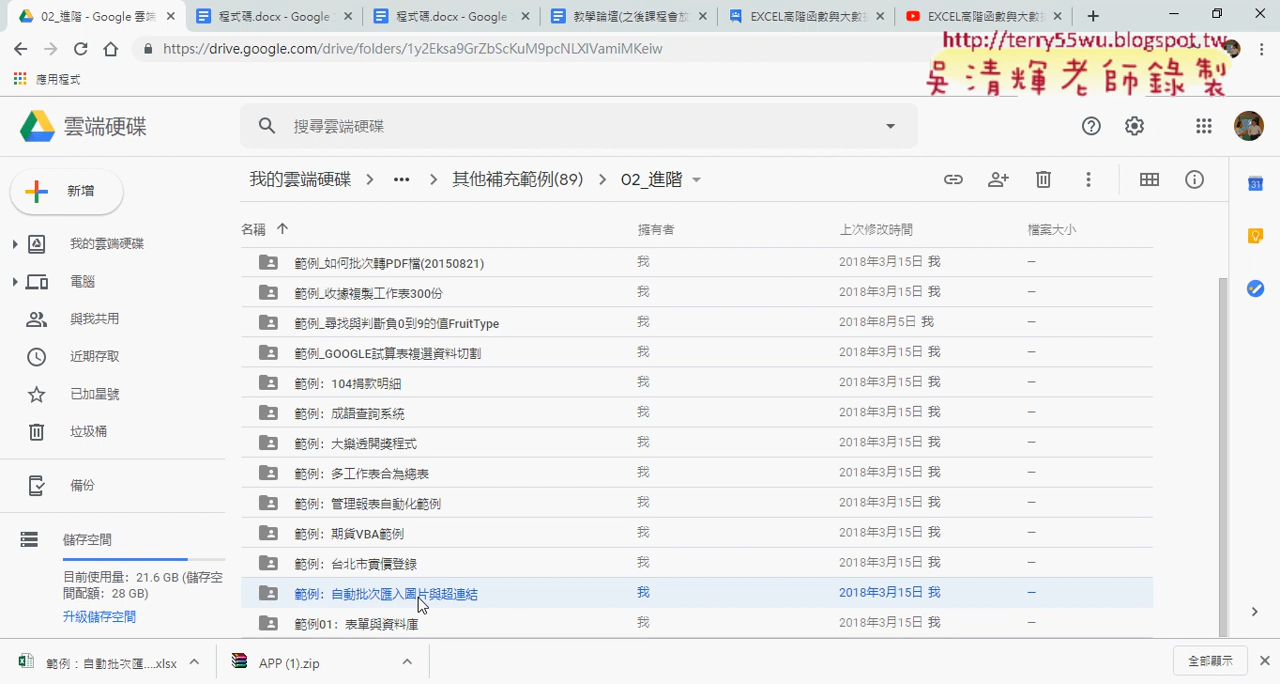 02_進階 - Google 雲端
程式碼.docx - Google
程式碼.docx - Google
教學論壇(之後課程會放
EXCEL高階函數與大數
EXCEL高階函數與大數
https://drive.google.com/drive/folders/1y2Eksa9GrZbScKuM9pcNLXIVamiMKeiw
http://terry55wu.blogspot.tw
吳清輝老師錄製
應用程式
雲端硬碟
搜尋雲端硬碟
新增
我的雲端硬碟
電腦
與我共用
近期存取
已加星號
垃圾桶
備份
儲存空間
目前使用量: 21.6 GB (儲存空
間配額: 28 GB)
升級儲存空間
我的雲端硬碟 > ••• > 其他補充範例(89) > 02_進階
名稱 擁有者 上次修改時間 檔案大小
範例_如何批次轉PDF檔(20150821) 我 2018年3月15日 我 —
範例_收據複製工作表300份 我 2018年3月15日 我 —
範例_尋找與判斷負0到9的值FruitType 我 2018年8月5日 我 —
範例_GOOGLE試算表複選資料切割 我 2018年3月15日 我 —
範例: 104捐款明細 我 2018年3月15日 我 —
範例: 成語查詢系統 我 2018年3月15日 我 —
範例: 大樂透開獎程式 我 2018年3月15日 我 —
範例: 多工作表合為總表 我 2018年3月15日 我 —
範例: 管理報表自動化範例 我 2018年3月15日 我 —
範例: 期貨VBA範例 我 2018年3月15日 我 —
範例: 台北市實價登錄 我 2018年3月15日 我 —
範例: 自動批次匯入圖片與超連結 我 2018年3月15日 我 —
範例01: 表單與資料庫 我 2018年3月15日 我 —
31
範例：自動批次匯....xlsx
APP (1).zip
全部顯示